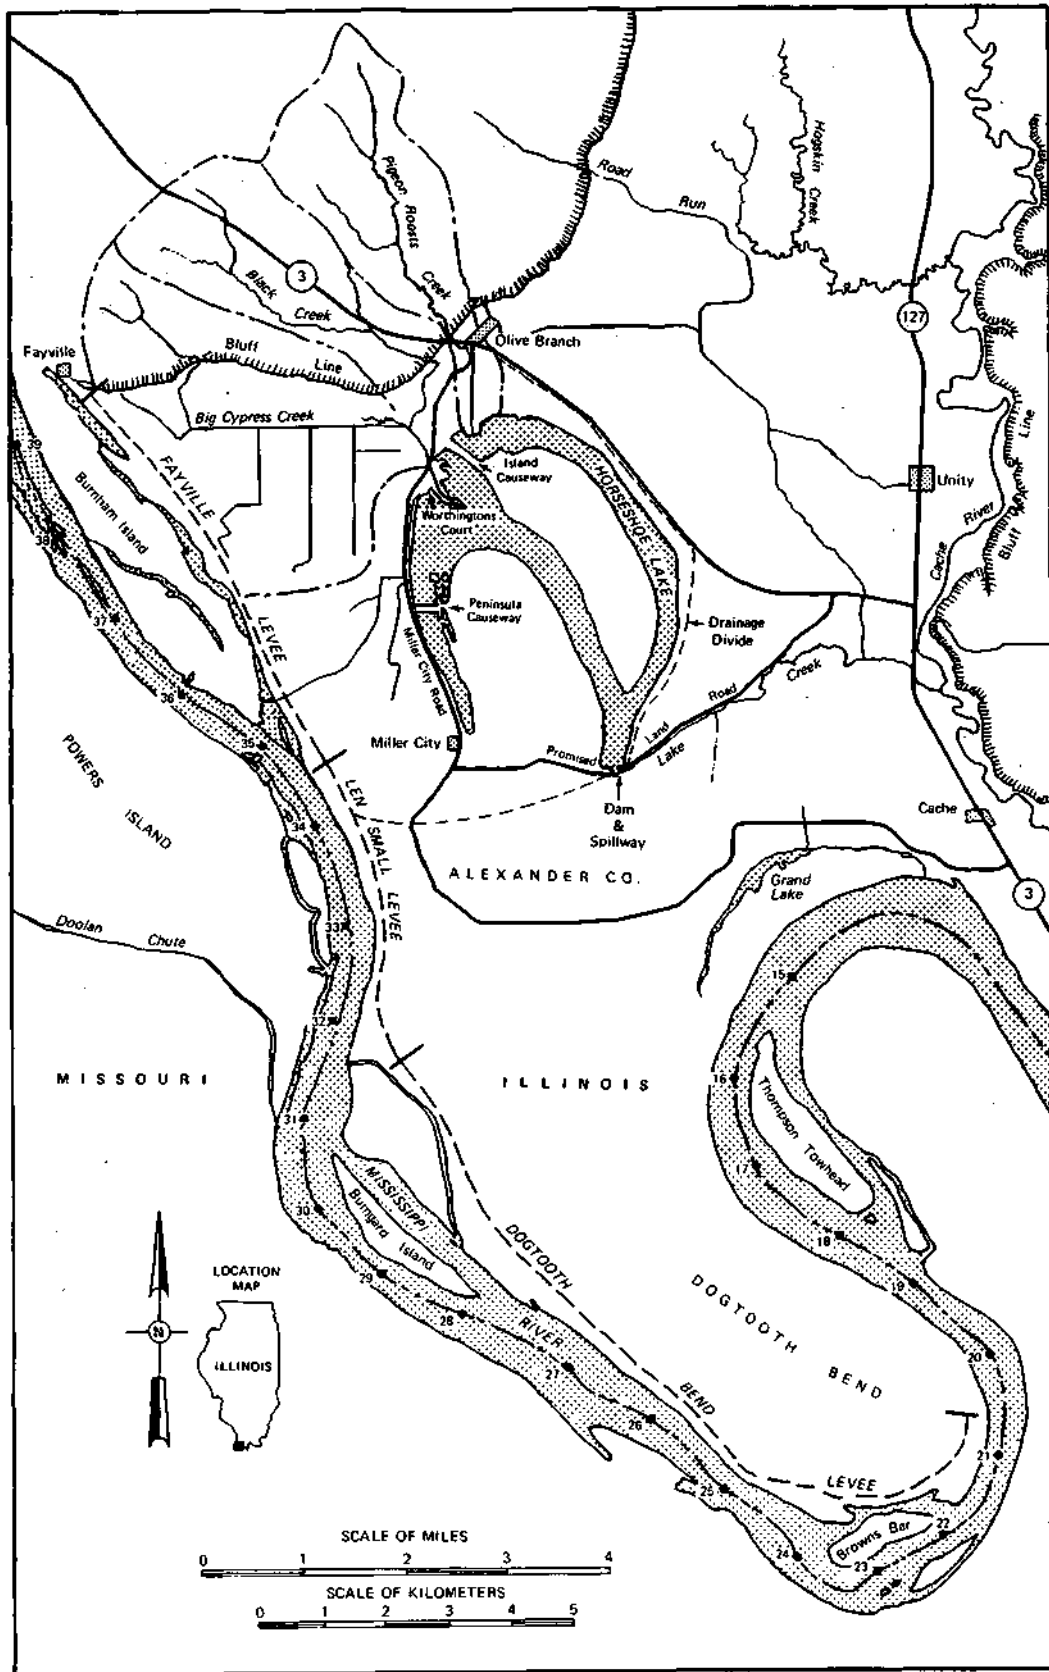 Road
Run
Hogskin
Creek
Pigeon Roosts
Creek
3
Black
Creek
127
Fayville
Bluff
Line
Olive Branch
Big Cypress Creek
Island
Causeway
HORSESHOE LAKE
Unity
Line
Bluff
River
Cache
39
Burnham Island
FAYVILLE
LEVEE
Worthingtons
Court
38
37
Peninsula
Causeway
Drainage
Divide
Miller City Road
36
Creek
Road
Land
Lake
Promised
35
Miller City
POWERS
ISLAND
LEN SMALL LEVEE
34
Dam
&
Spillway
Cache
ALEXANDER CO.
Grand
Lake
3
33
Doolan Chute
15
32
MISSOURI
ILLINOIS
16
Thompson Towhead
31
17
MISSISSIPPI
RIVER
Burngard
Island
30
18
29
19
DOGTOOTH
BEND
LEVEE
28
20
27
DOGTOOTH BEND
26
21
25
22
Browns Bar
24
23
N
LOCATION
MAP
ILLINOIS
SCALE OF MILES
0 1 2 3 4
SCALE OF KILOMETERS
0 1 2 3 4 5